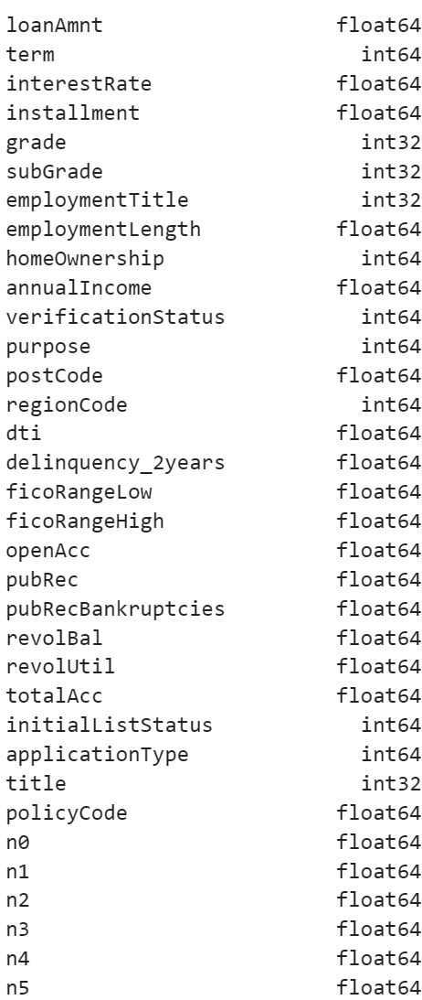 loanAmnt float64
term int64
interestRate float64
installment float64
grade int32
subGrade int32
employmentTitle int32
employmentLength float64
homeOwnership int64
annualIncome float64
verificationStatus int64
purpose int64
postCode float64
regionCode int64
dti float64
delinquency_2years float64
ficoRangeLow float64
ficoRangeHigh float64
openAcc float64
pubRec float64
pubRecBankruptcies float64
revolBal float64
revolUtil float64
totalAcc float64
initialListStatus int64
applicationType int64
title int32
policyCode float64
n0 float64
n1 float64
n2 float64
n3 float64
n4 float64
n5 float64